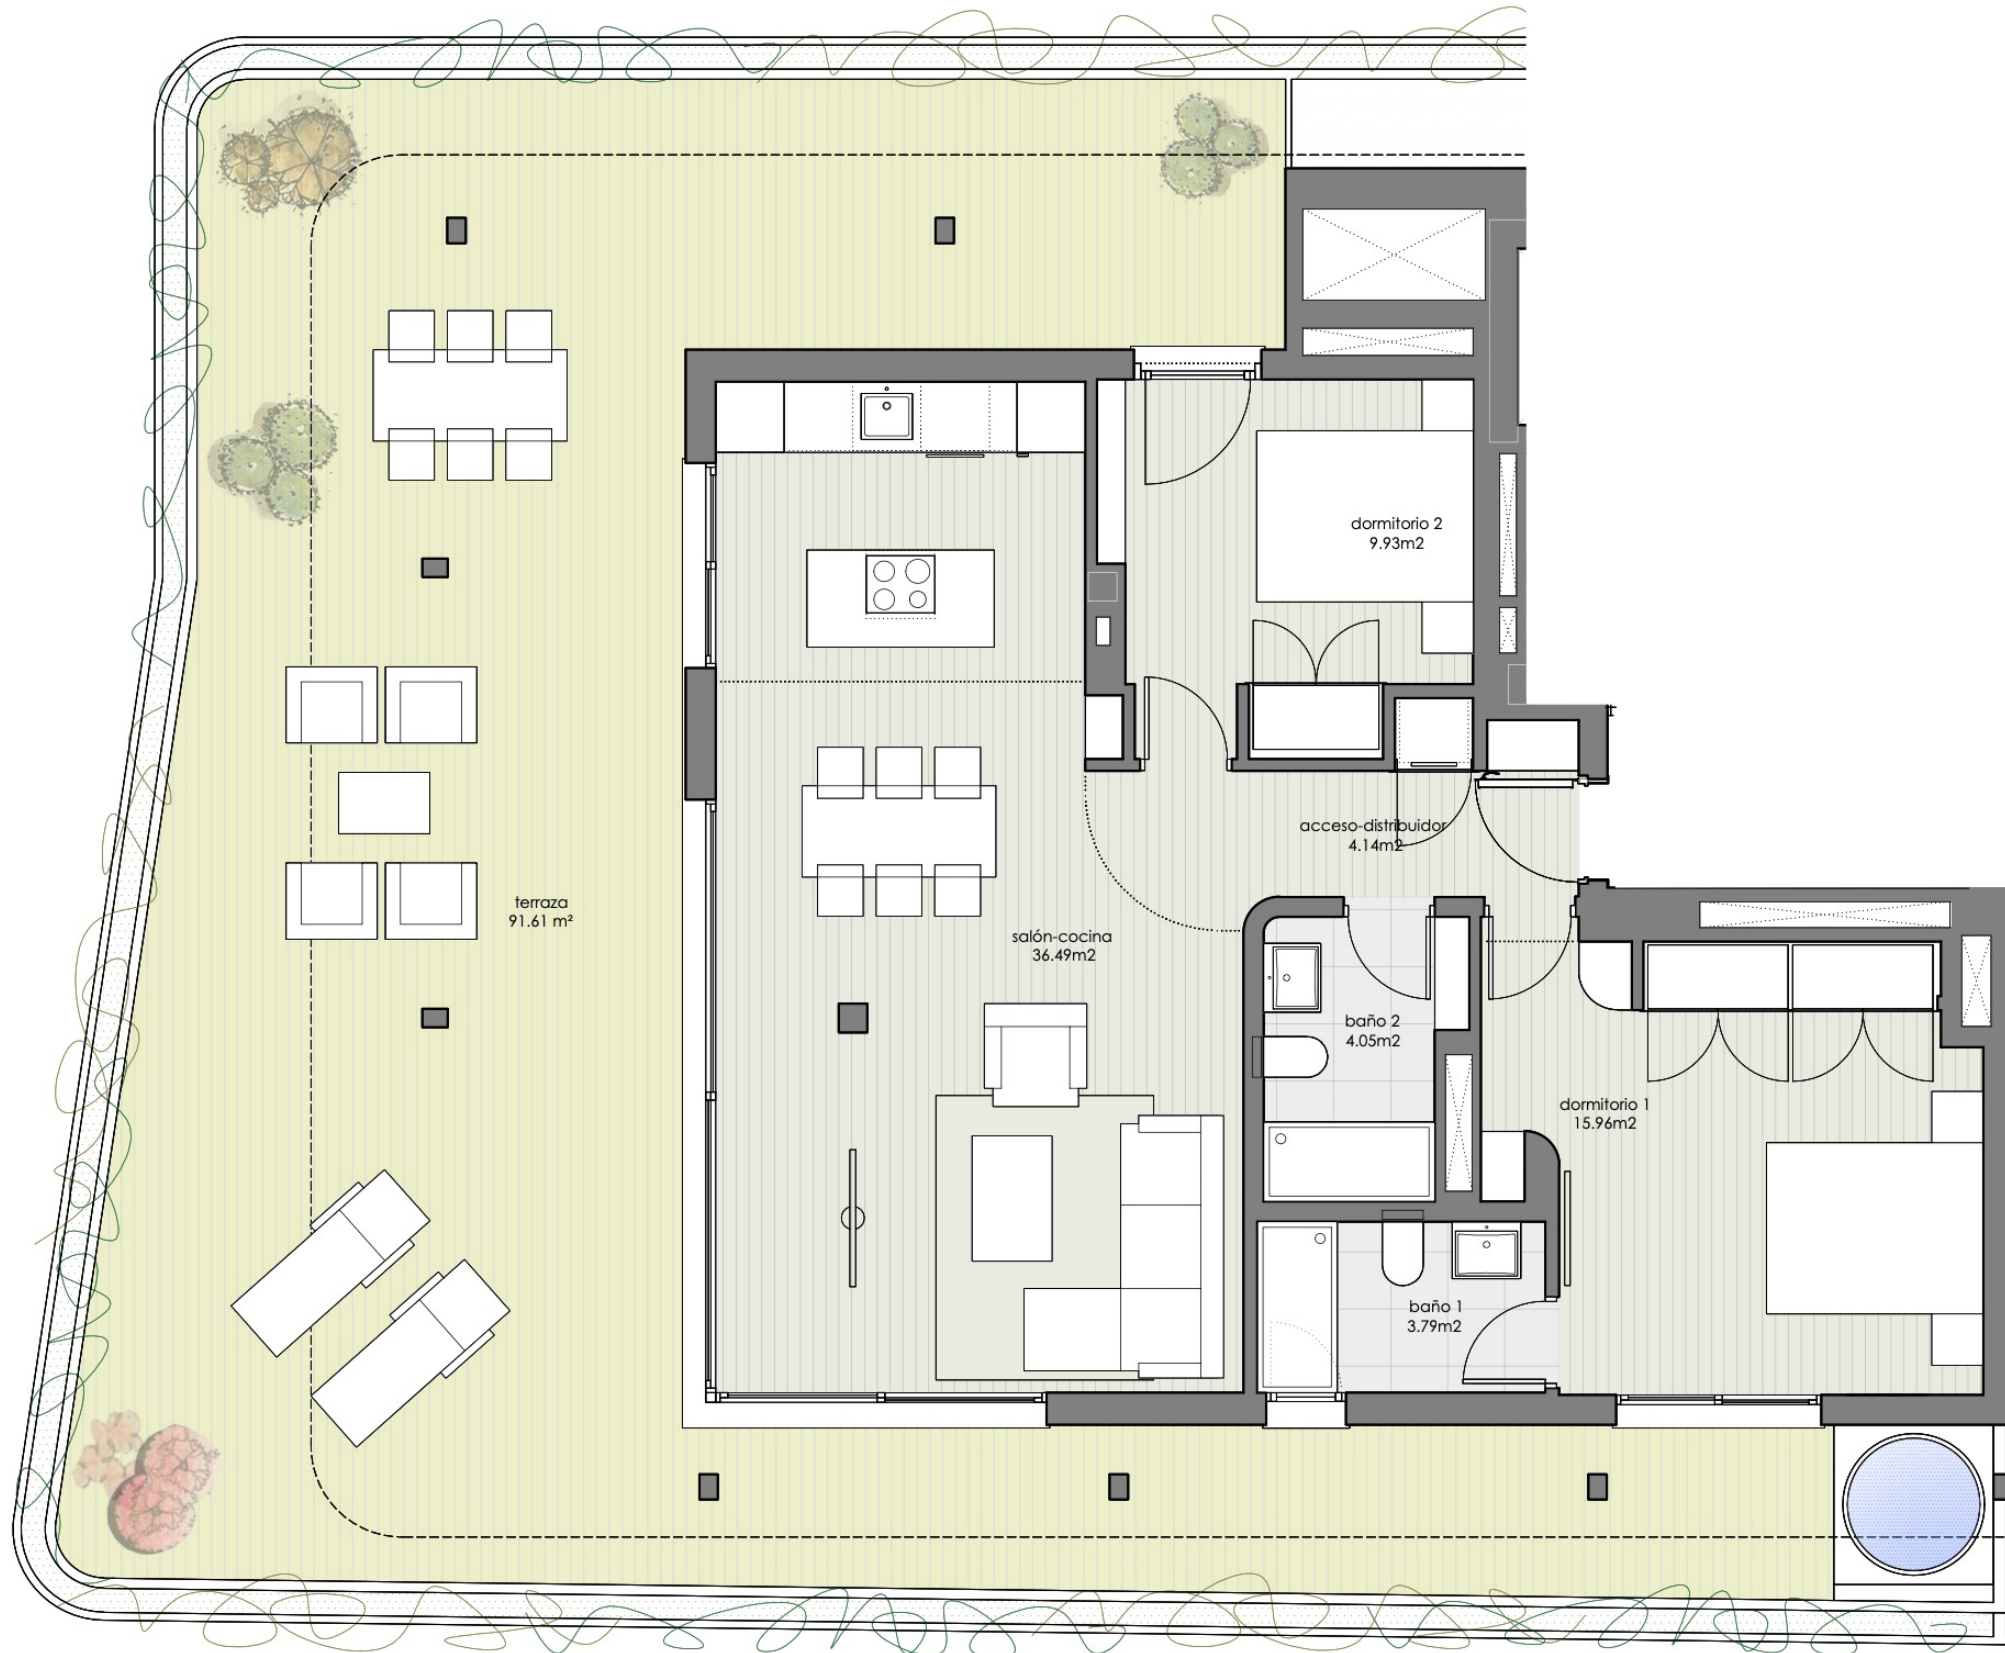 dormitorio 2
9.93m2
acceso-distribuidor
4.14m2
terraza
91.61 m²
salón-cocina
36.49m2
baño 2
4.05m2
dormitorio 1
15.96m2
baño 1
3.79m2